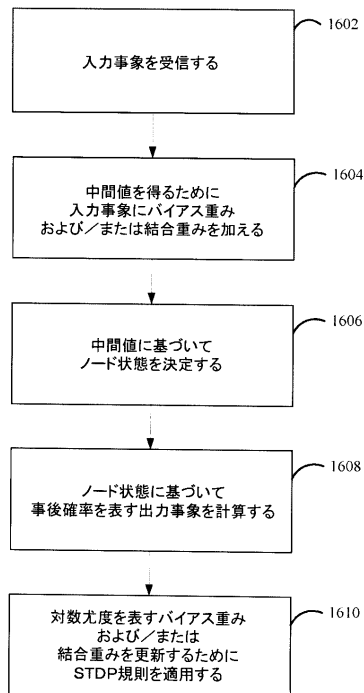 入力事象を受信する
1602
中間値を得るために
入力事象にバイアス重み
および/または結合重みを加える
1604
中間値に基づいて
ノード状態を決定する
1606
ノード状態に基づいて
事後確率を表す出力事象を計算する
1608
対数尤度を表すバイアス重み
および/または
結合重みを更新するために
STDP規則を適用する
1610